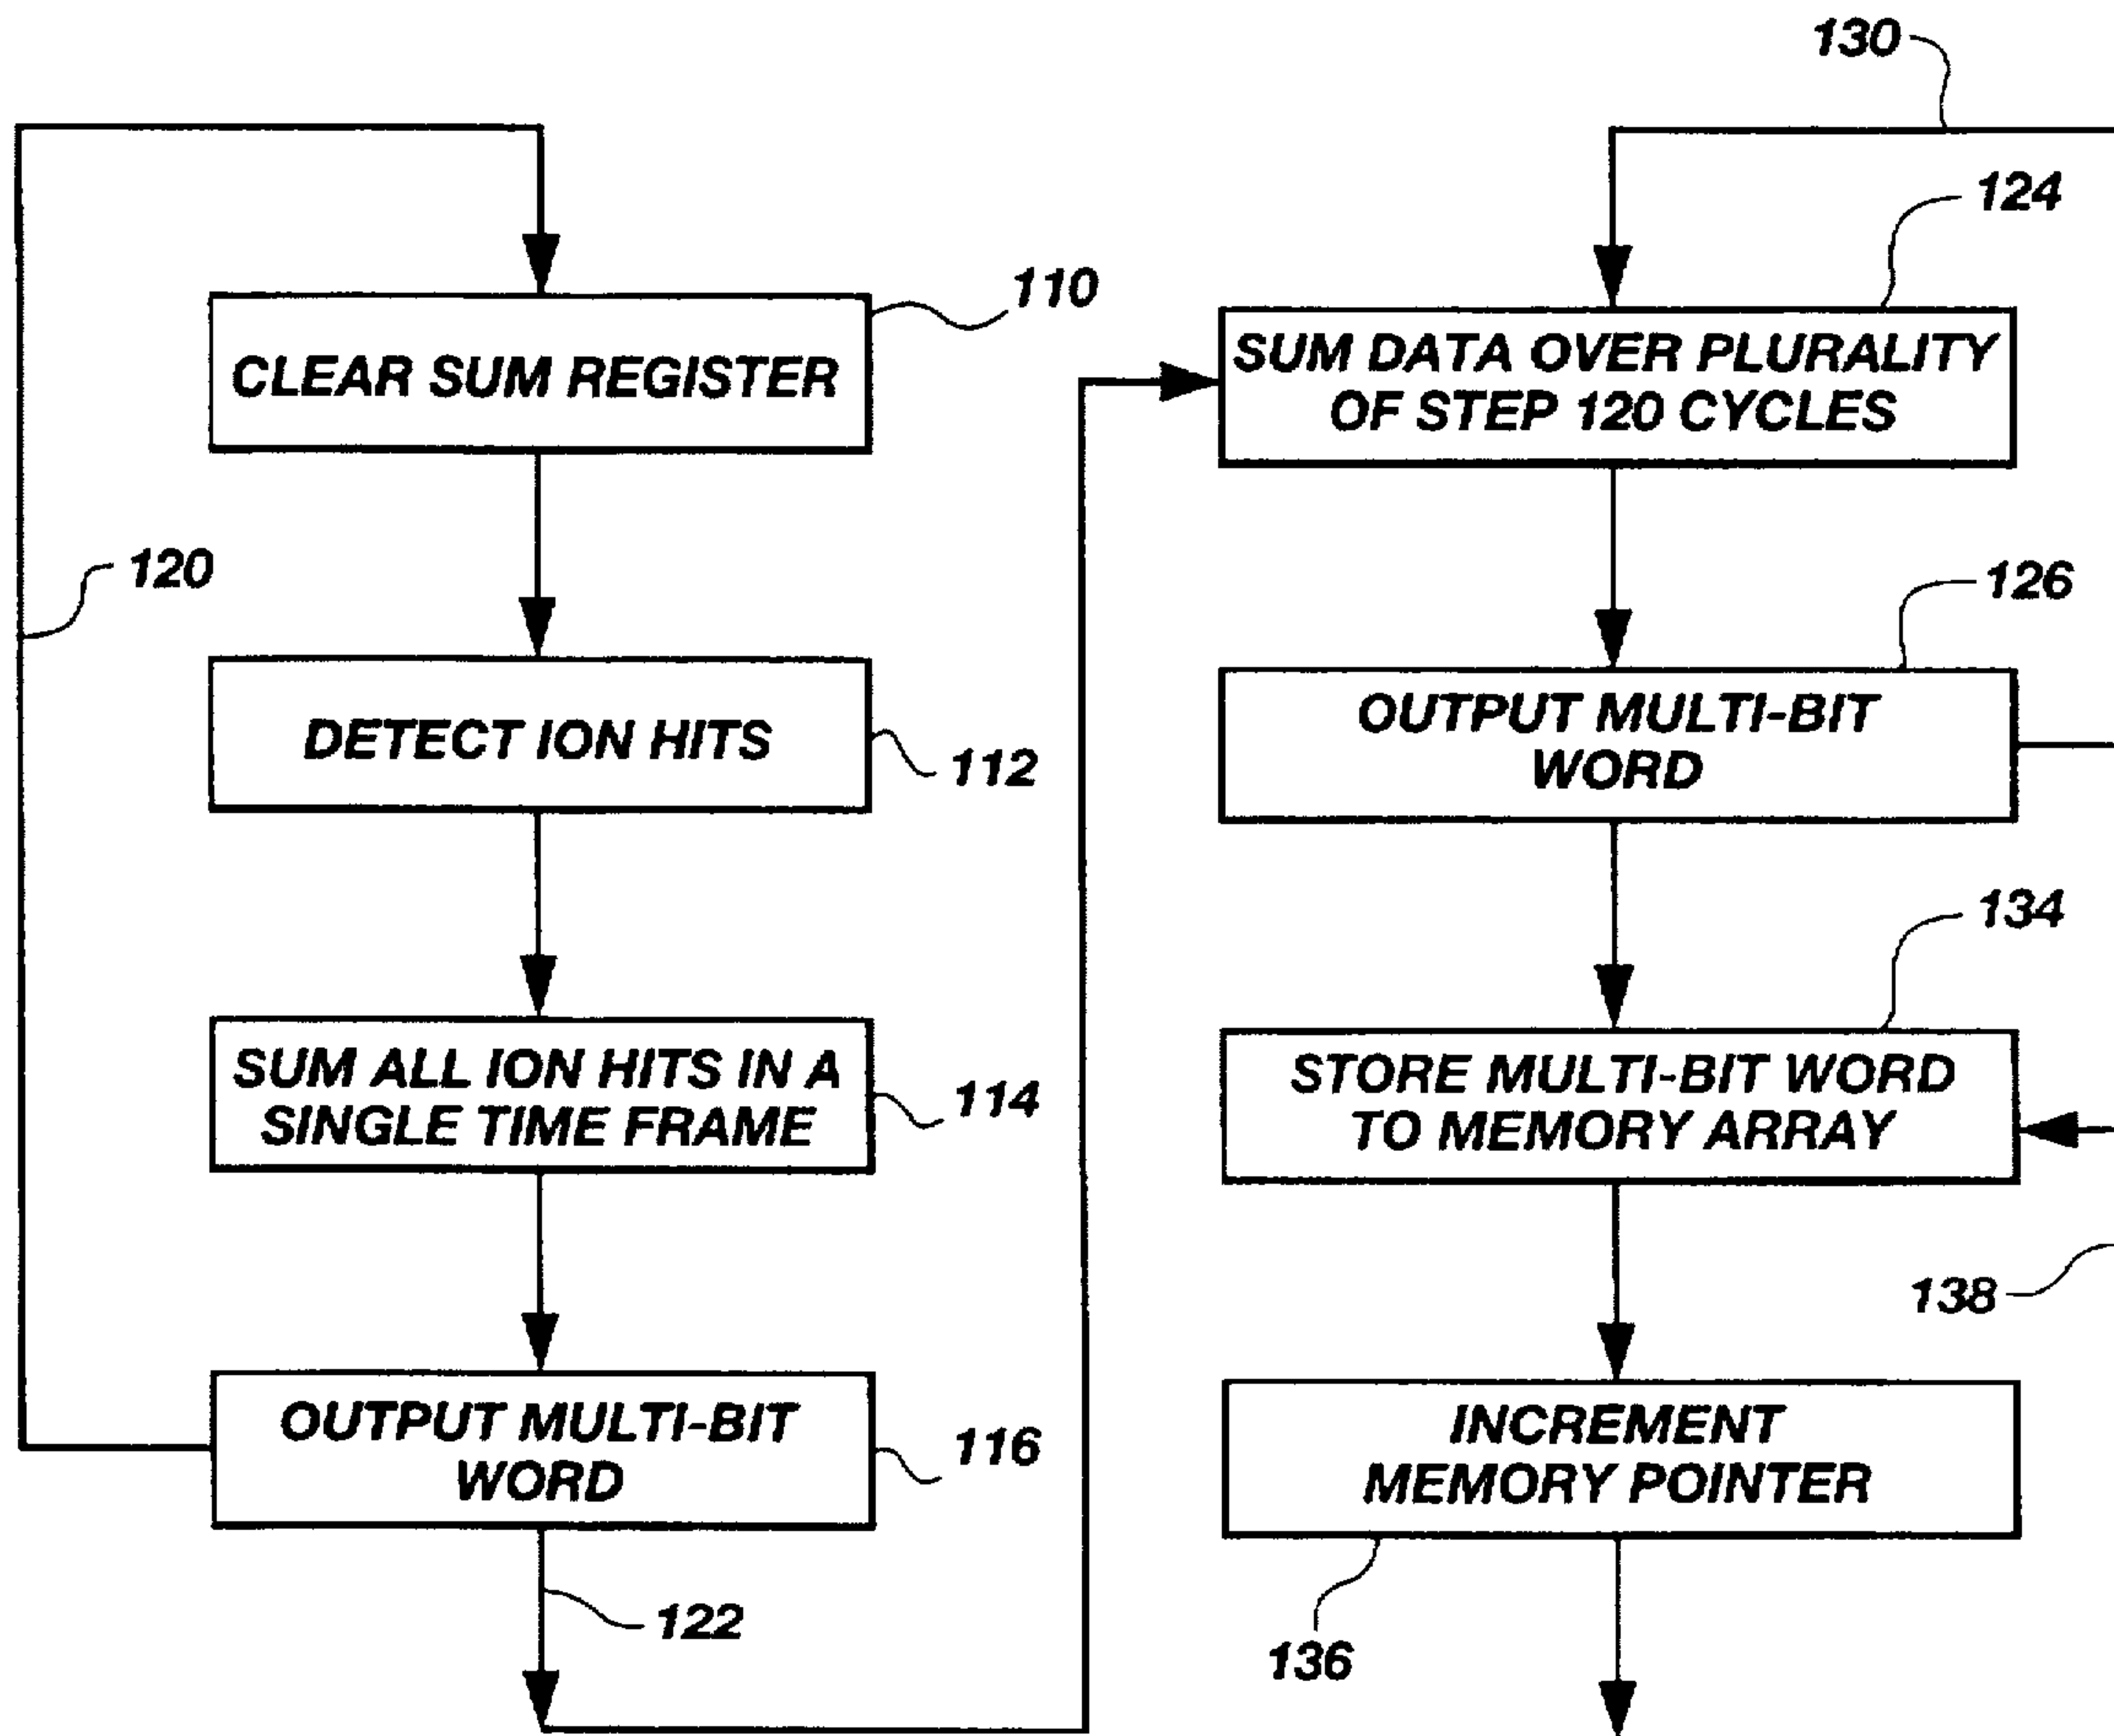 110
CLEAR SUM REGISTER
120
DETECT ION HITS
112
SUM ALL ION HITS IN A
SINGLE TIME FRAME
114
OUTPUT MULTI-BIT
WORD
116
122
130
124
SUM DATA OVER PLURALITY
OF STEP 120 CYCLES
126
OUTPUT MULTI-BIT
WORD
134
STORE MULTI-BIT WORD
TO MEMORY ARRAY
138
INCREMENT
MEMORY POINTER
136